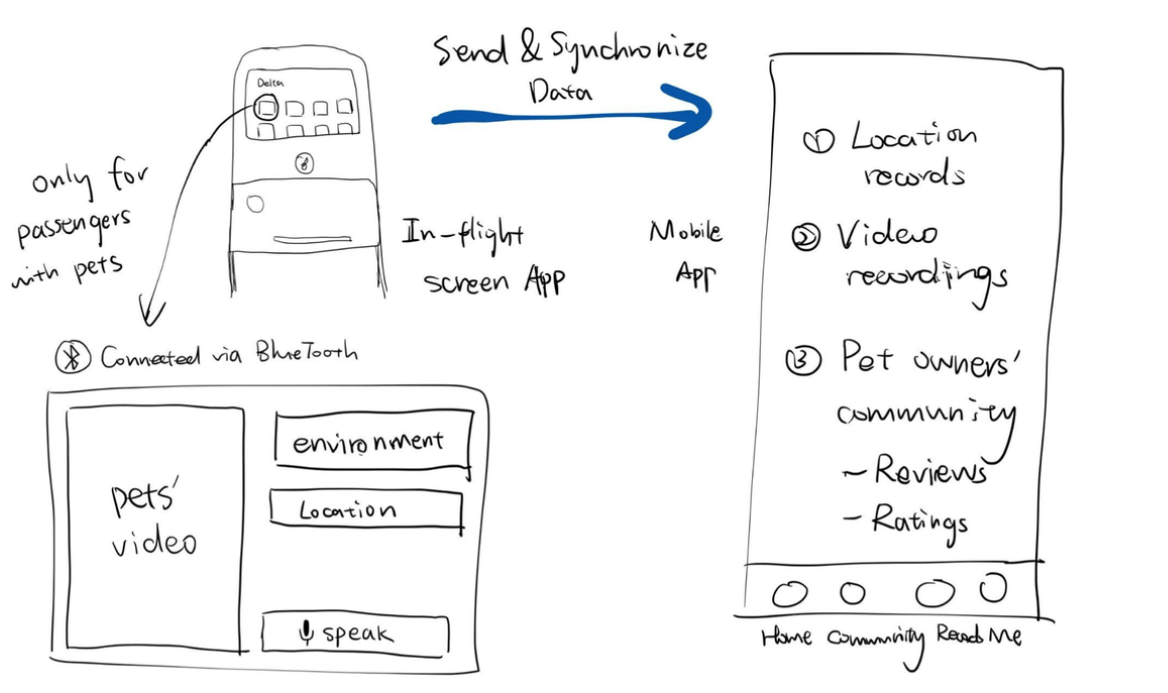 Send & Synchronize
Data
Delta
only for
passengers
with pets
In-flight
screen App
Mobile
App
Connected via BlueTooth
pets'
video
environment
Location
speak
① Location
records
② Video
recordings
③ Pet owners'
community
- Reviews
- Ratings
Home Community Me